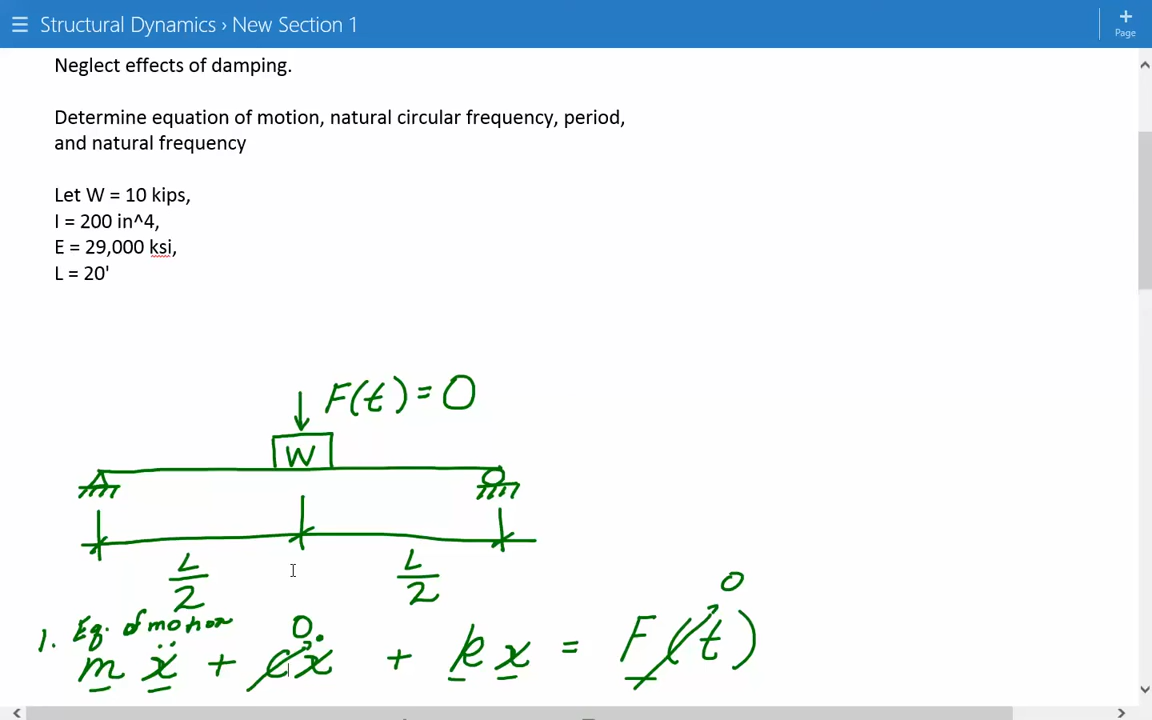 Structural Dynamics › New Section 1
Page
Neglect effects of damping.
Determine equation of motion, natural circular frequency, period,
and natural frequency
Let W = 10 kips,
I = 200 in^4,
E = 29,000 ksi,
L = 20'
F(t) = 0
W
L/2 L/2
1. Eq. of motion 0 0
mẍ + cẋ + kx = F(t)